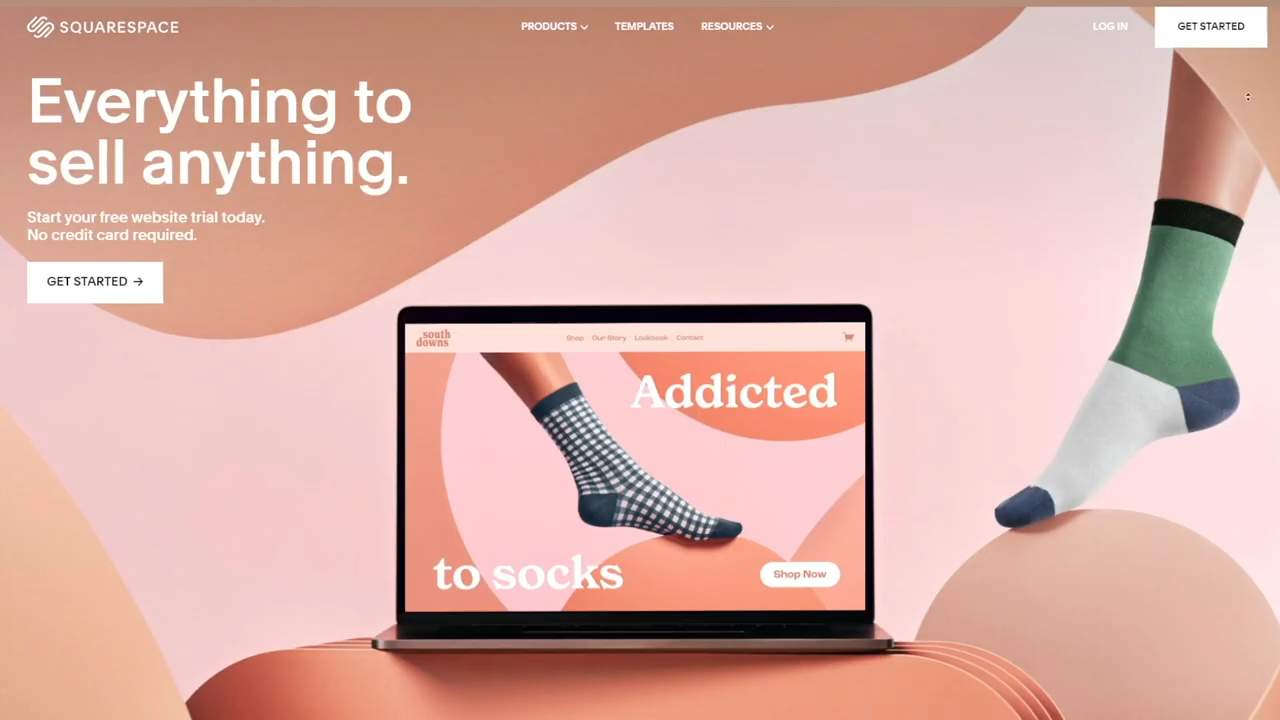 SQUARESPACE
PRODUCTS
TEMPLATES
RESOURCES
LOG IN
GET STARTED
Everything to
sell anything.
Start your free website trial today.
No credit card required.
GET STARTED →
south
downs
Shop
Our Story
Lookbook
Contact
Addicted
to socks
Shop Now